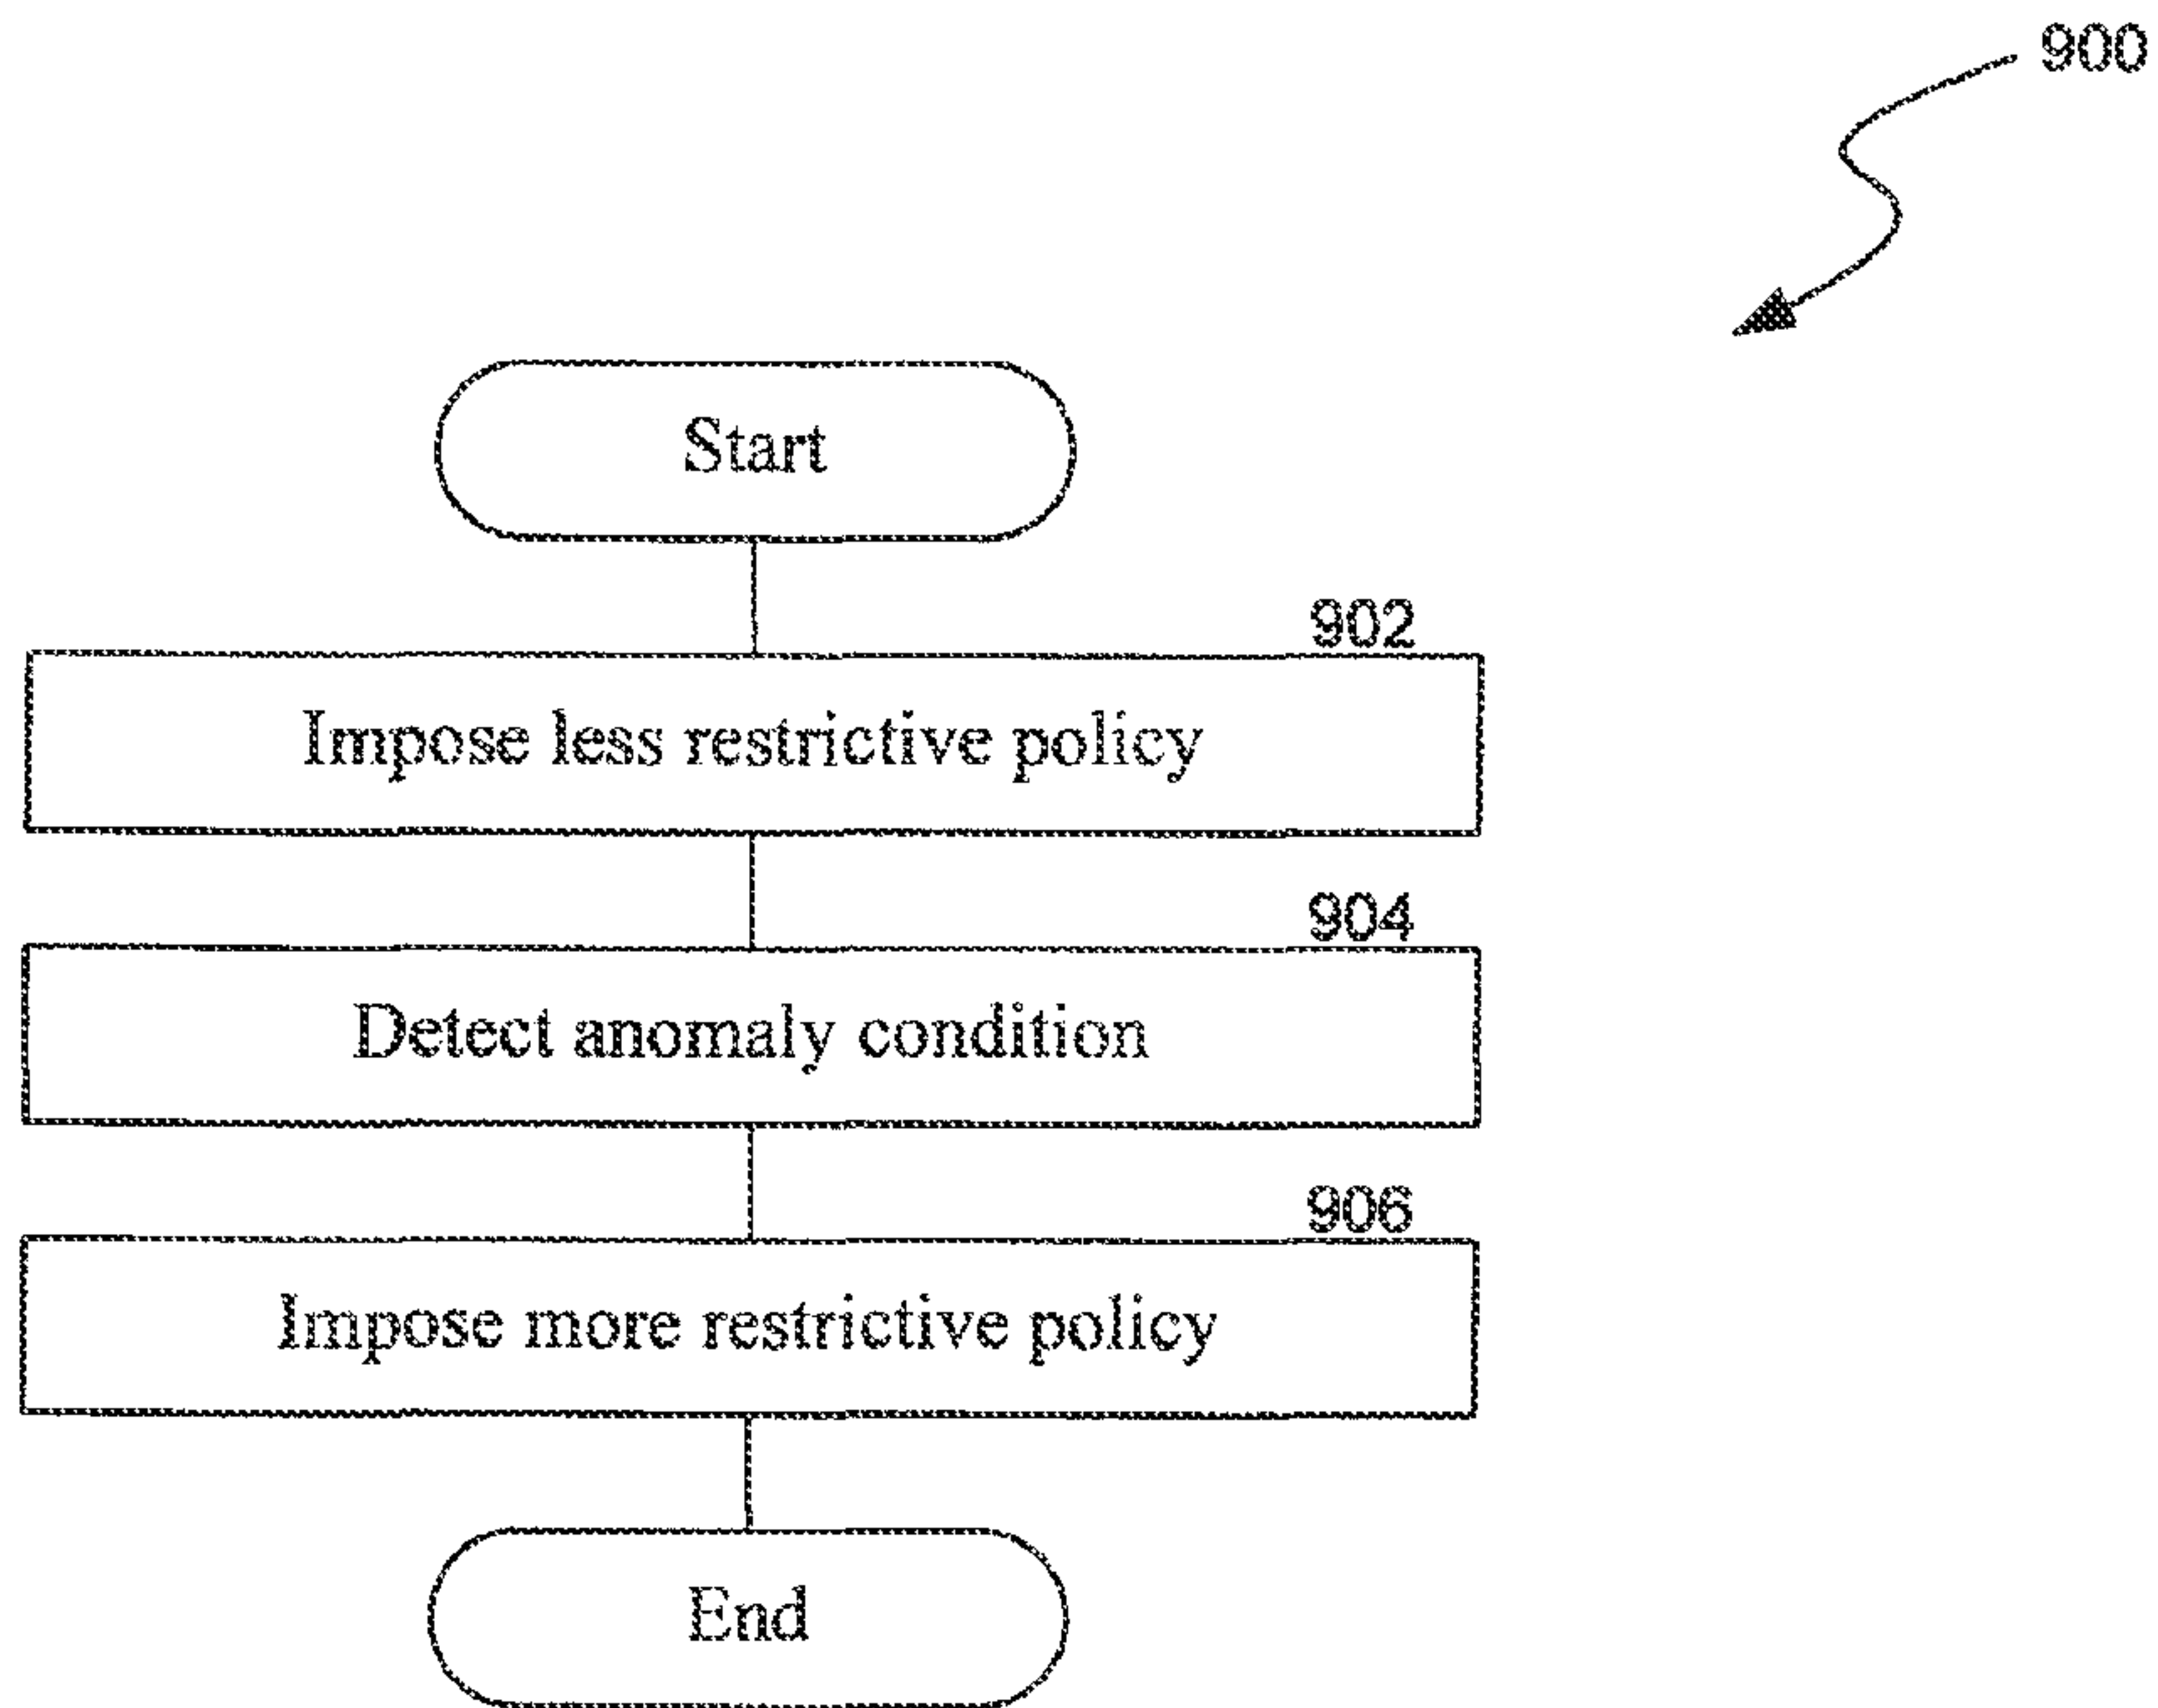 900
Start
902
Impose less restrictive policy
904
Detect anomaly condition
906
Impose more restrictive policy
End